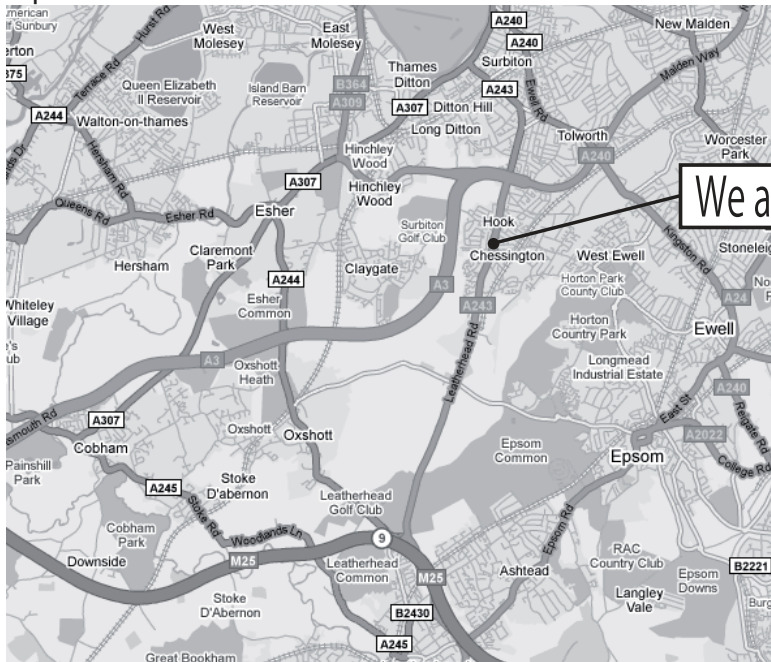 American
Sunbury
West
Molesey
East
Molesey
A240
New Malden
Hurst Rd
A240
Surbiton
Thames
Ditton
Terrace Rd
Queen Elizabeth
II Reservoir
Island Barn
Reservoir
B364
A309
A243
Malden Way
A307
Ditton Hill
Ewell Rd
A244
Walton-on-thames
Long Ditton
Tolworth
Hinchley
Wood
A240
Worcester
Park
Hersham Rd
A307
Hinchley
Wood
We a
Queens Rd
Esher Rd
Esher
Surbiton
Golf Club
Hook
Kingston Rd
Claremont
Park
Chessington
West Ewell
Hersham
Claygate
A244
A3
Horton Park
County Club
Whiteley
Village
Esher
Common
A243
A24
Horton
Country Park
Ewell
A3
Oxshott
Heath
Leatherhead Rd
Longmead
Industrial Estate
A240
Reigate Rd
East St
A307
Oxshott
Oxshott
A2022
Cobham
Epsom
Common
Epsom
College Rd
Painshill
Park
Stoke
D'abernon
A245
Stoke Rd
Leatherhead
Golf Club
Cobham
Park
Woodlands Ln
9
Epsom Rd
Downside
M25
Leatherhead
Common
M25
Ashtead
RAC
Country Club
Epsom
Downs
B2221
Stoke
D'Abernon
B2430
Langley
Vale
A245
Great Bookham